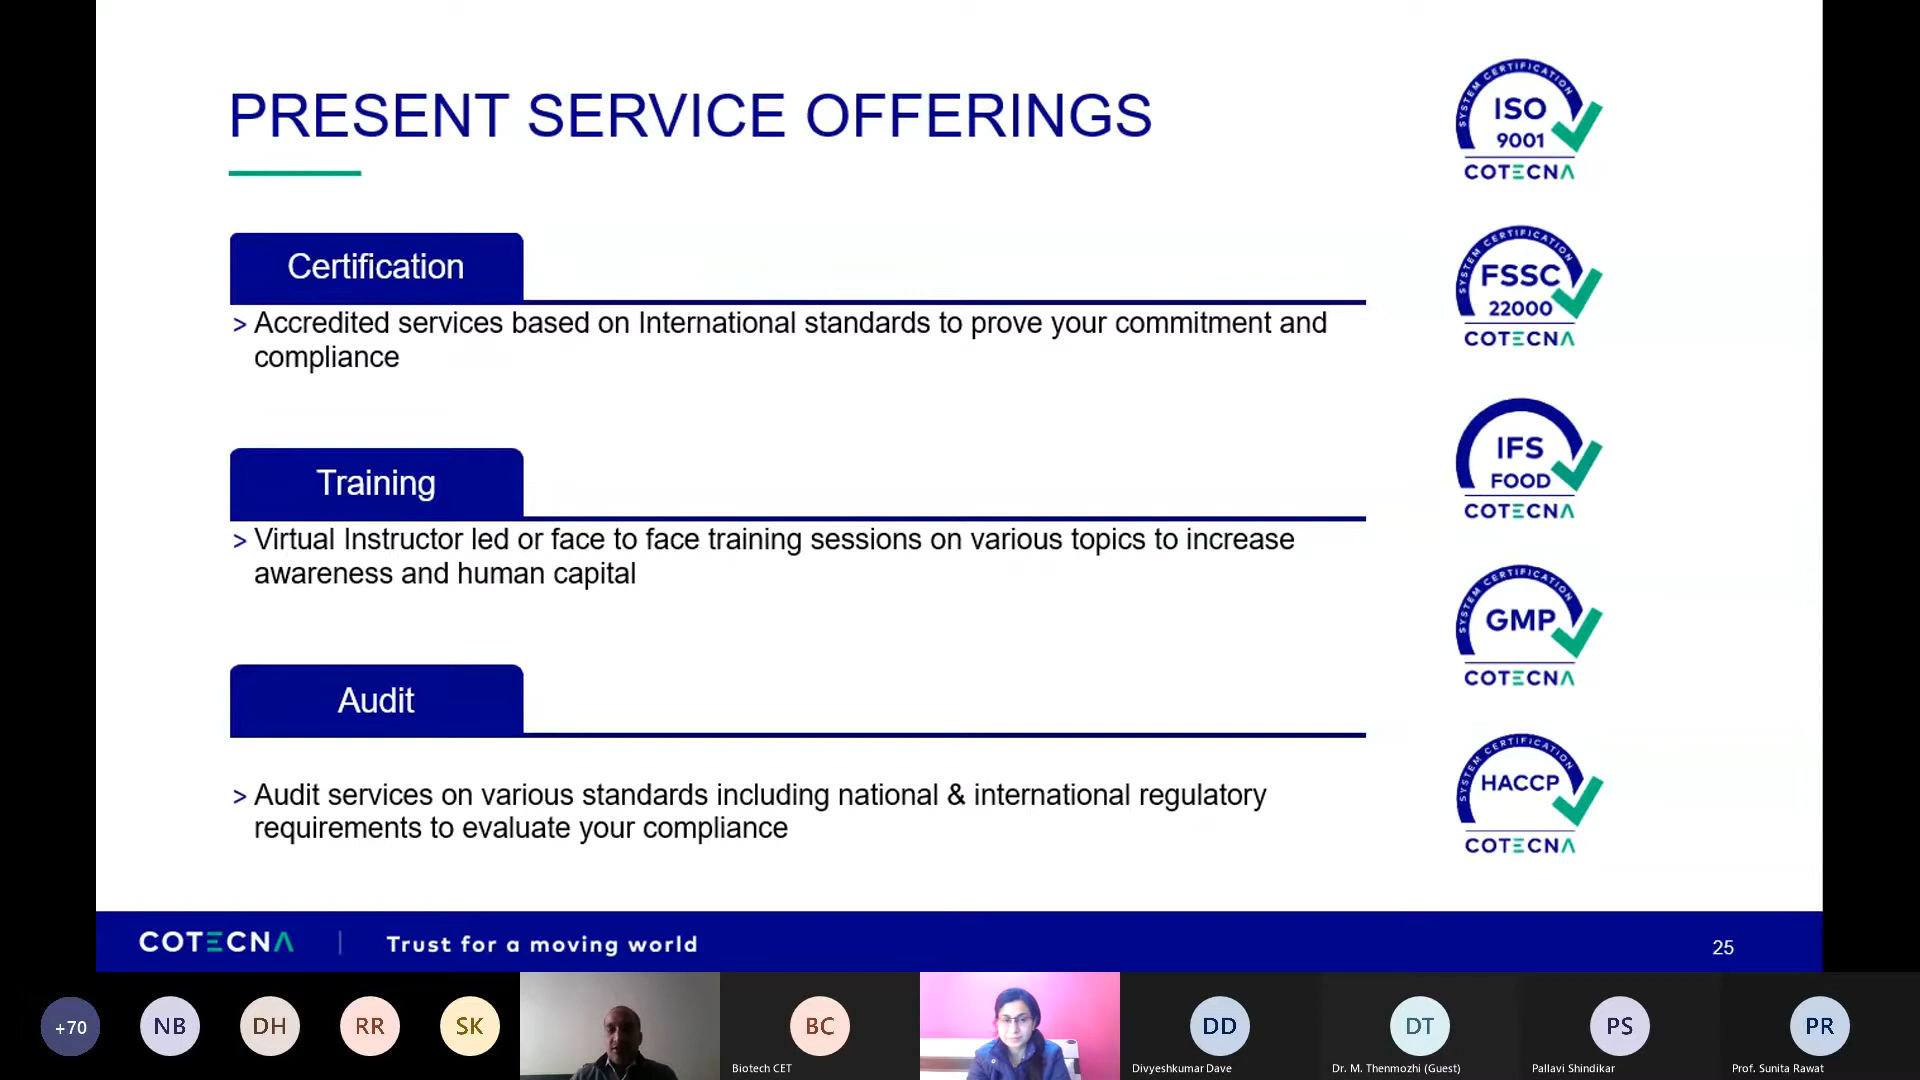 PRESENT SERVICE OFFERINGS
Certification
> Accredited services based on International standards to prove your commitment and
compliance
Training
> Virtual Instructor led or face to face training sessions on various topics to increase
awareness and human capital
Audit
> Audit services on various standards including national & international regulatory
requirements to evaluate your compliance
SYSTEM CERTIFICATION
ISO
9001
COTECNA
SYSTEM CERTIFICATION
FSSC
22000
COTECNA
IFS
FOOD
COTECNA
SYSTEM CERTIFICATION
GMP
COTECNA
SYSTEM CERTIFICATION
HACCP
COTECNA
COTECNA | Trust for a moving world
25
+70
NB
DH
RR
SK
BC
Biotech CET
DD
Divyeshkumar Dave
DT
Dr. M. Thenmozhi (Guest)
PS
Pallavi Shindikar
PR
Prof. Sunita Rawat